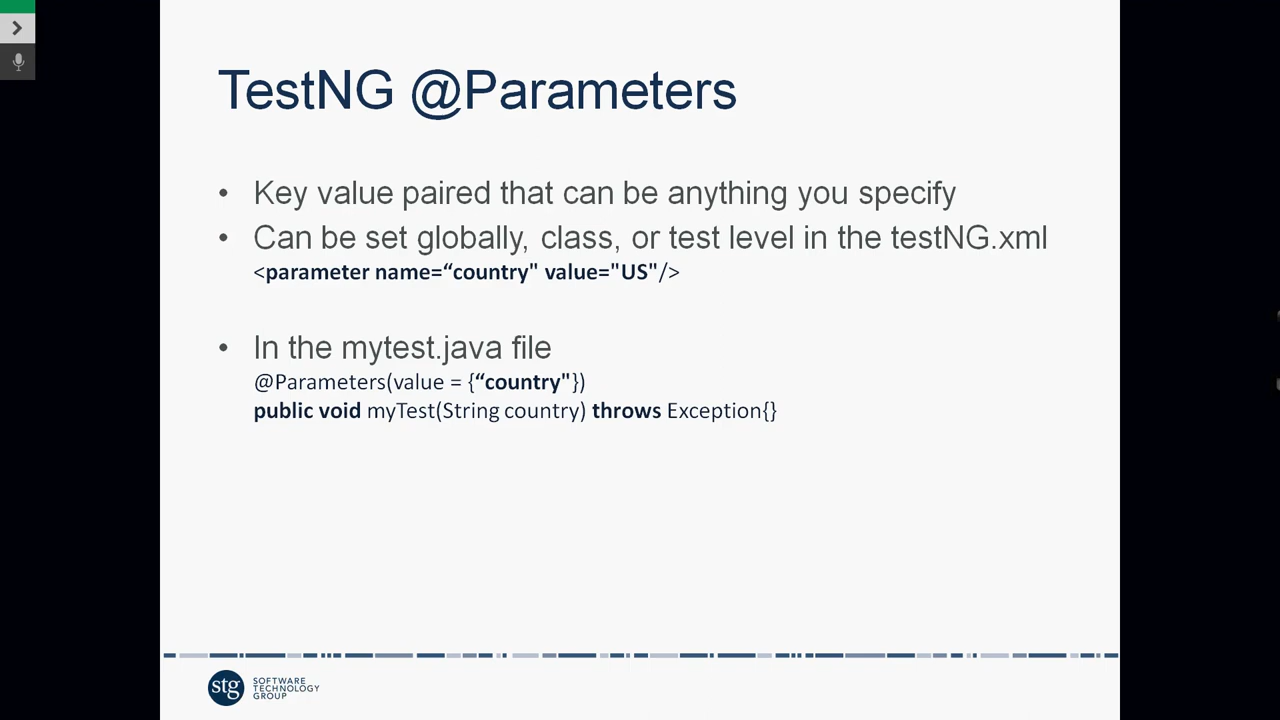 TestNG @Parameters
• Key value paired that can be anything you specify
• Can be set globally, class, or test level in the testNG.xml
<parameter name=“country" value="US"/>
• In the mytest.java file
@Parameters(value = {“country"})
public void myTest(String country) throws Exception{}
stg
SOFTWARE
TECHNOLOGY
GROUP